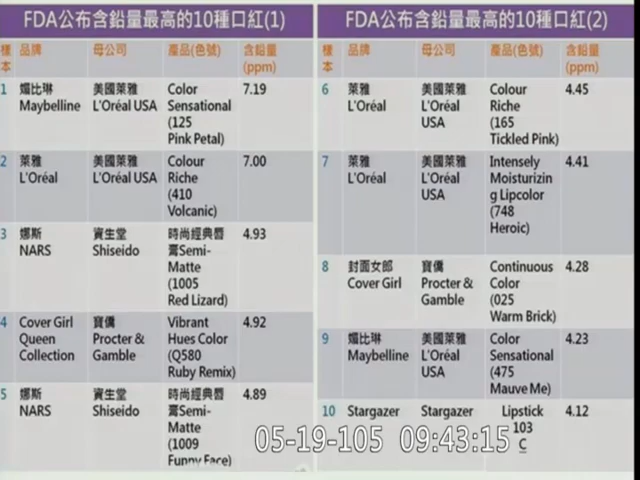 FDA公布含鉛量最高的10種口紅(1)
樣本 品牌 母公司 產品(色號) 含鉛量(ppm)
1 媚比琳 Maybelline 美國萊雅 L'Oréal USA Color Sensational (125 Pink Petal) 7.19
2 萊雅 L'Oréal 美國萊雅 L'Oréal USA Colour Riche (410 Volcanic) 7.00
3 娜斯 NARS 資生堂 Shiseido 時尚經典唇膏Semi-Matte (1005 Red Lizard) 4.93
4 Cover Girl Queen Collection 寶僑 Procter & Gamble Vibrant Hues Color (Q580 Ruby Remix) 4.92
5 娜斯 NARS 資生堂 Shiseido 時尚經典唇膏Semi-Matte (1009 Funny Face) 4.89
FDA公布含鉛量最高的10種口紅(2)
樣本 品牌 母公司 產品(色號) 含鉛量(ppm)
6 萊雅 L'Oréal 美國萊雅 L'Oréal USA Colour Riche (165 Tickled Pink) 4.45
7 萊雅 L'Oréal 美國萊雅 L'Oréal USA Intensely Moisturizing Lipcolor (748 Heroic) 4.41
8 封面女郎 Cover Girl 寶僑 Procter & Gamble Continuous Color (025 Warm Brick) 4.28
9 媚比琳 Maybelline 美國萊雅 L'Oréal USA Color Sensational (475 Mauve Me) 4.23
10 Stargazer Stargazer Lipstick 103 C 4.12
05-19-105 09:43:15